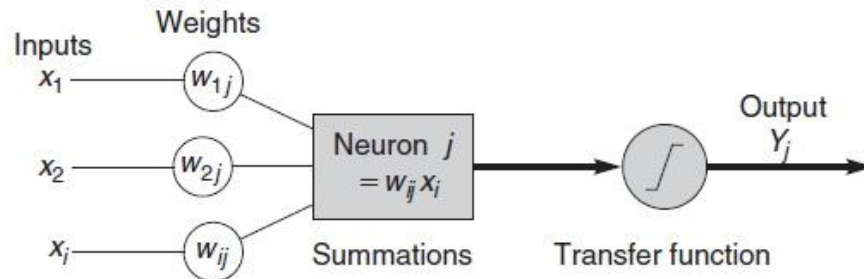 Weights
Inputs
x1
w1j
Output
Yj
Neuron j
= wij xi
x2
w2j
xi
wij
Summations
Transfer function